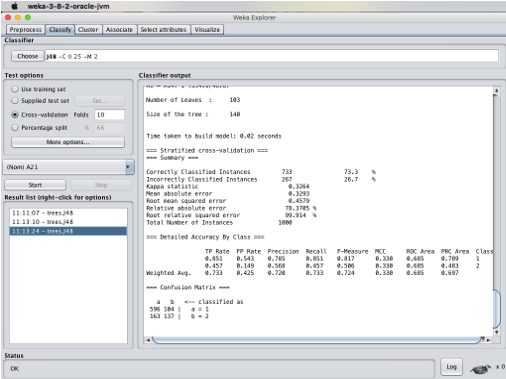 weka-3-8-2-oracle-jvm
Weka Explorer
Preprocess Classify Cluster Associate Select attributes Visualize
Classifier
Choose J48 -C 0.25 -M 2
Test options
Use training set
Supplied test set Set...
Cross-validation Folds 10
Percentage split % 66
More options...
(Nom) A21
Start Stop
Result list (right-click for options)
11:11:07 - trees.J48
11:13:10 - trees.J48
11:13:24 - trees.J48
Classifier output
Number of Leaves : 103
Size of the tree : 140
Time taken to build model: 0.02 seconds
=== Stratified cross-validation ===
=== Summary ===
Correctly Classified Instances 733 73.3 %
Incorrectly Classified Instances 267 26.7 %
Kappa statistic 0.3264
Mean absolute error 0.3293
Root mean squared error 0.4579
Relative absolute error 78.3705 %
Root relative squared error 99.914 %
Total Number of Instances 1000
=== Detailed Accuracy By Class ===
TP Rate FP Rate Precision Recall F-Measure MCC ROC Area PRC Area Class
0.851 0.543 0.785 0.851 0.817 0.330 0.685 0.789 1
0.457 0.149 0.568 0.457 0.506 0.330 0.685 0.483 2
Weighted Avg. 0.733 0.425 0.720 0.733 0.724 0.330 0.685 0.697
=== Confusion Matrix ===
a b <-- classified as
596 104 | a = 1
163 137 | b = 2
Status
OK
Log x 0